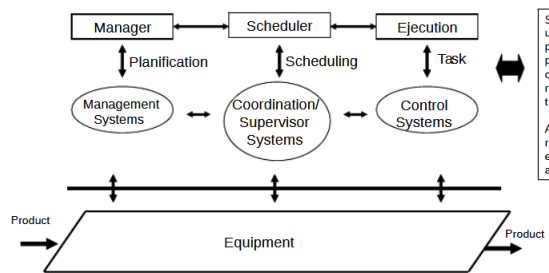 Manager
Scheduler
Ejecution
Planification
Scheduling
Task
Management
Systems
Coordination/
Supervisor
Systems
Control
Systems
Product
Equipment
Product